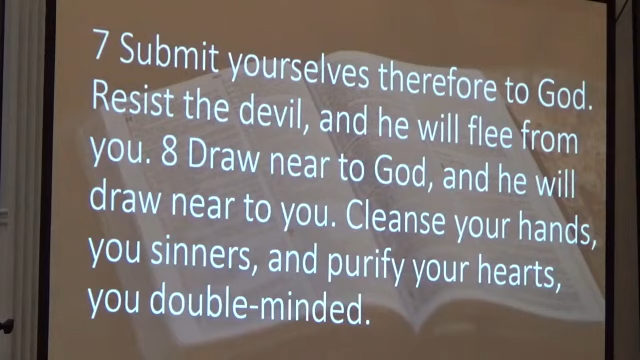 7 Submit yourselves therefore to God.
Resist the devil, and he will flee from
you. 8 Draw near to God, and he will
draw near to you. Cleanse your hands,
you sinners, and purify your hearts,
you double-minded.